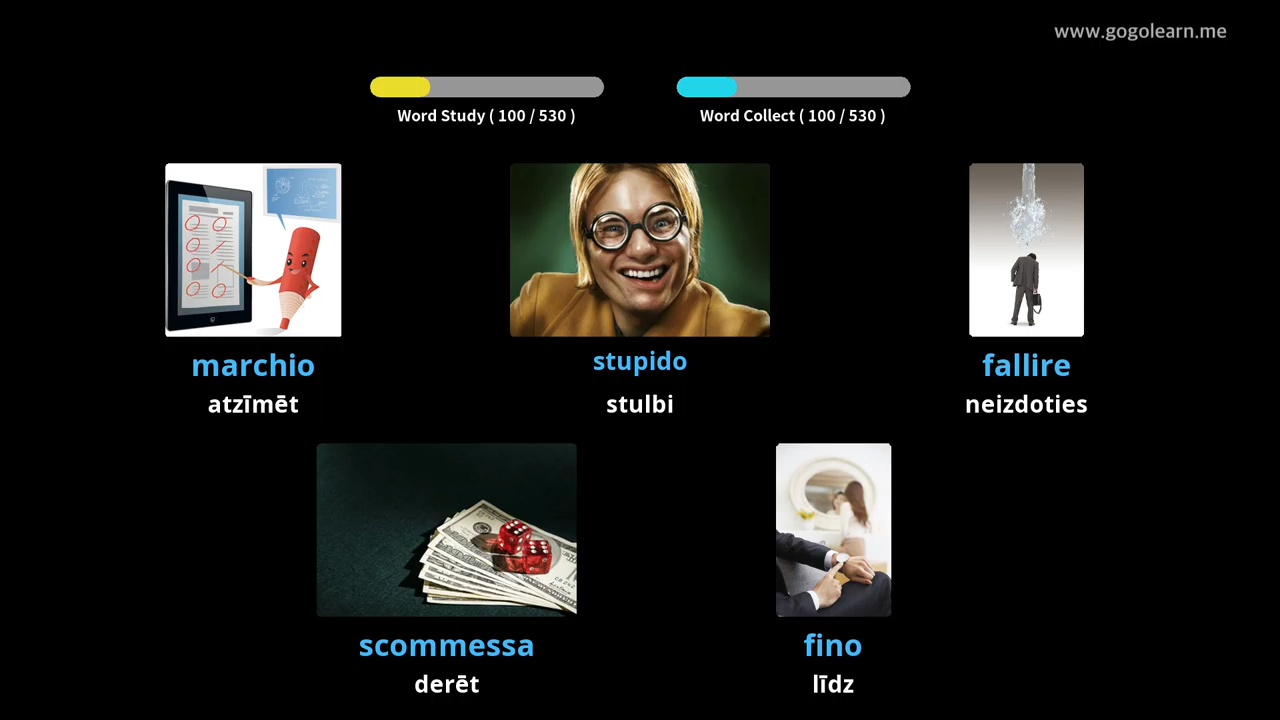 www.gogolearn.me
Word Study ( 100 / 530 )
Word Collect ( 100 / 530 )
marchio
atzīmēt
stupido
stulbi
fallire
neizdoties
scommessa
derēt
fino
līdz